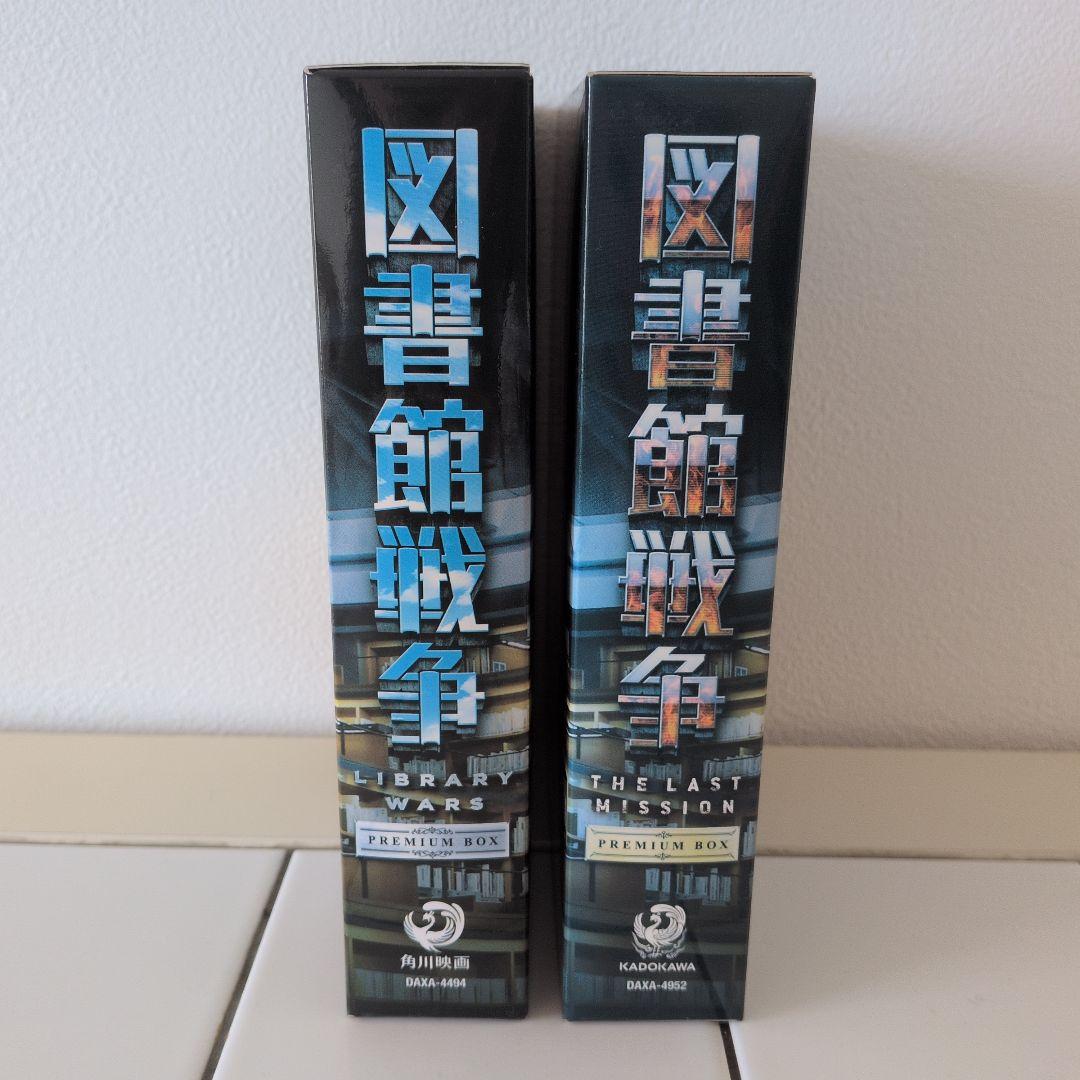 図書館戦争
LIBRARY
WARS
PREMIUM BOX
角川映画
DAXA-4494
図書館戦争
THE LAST
MISSION
PREMIUM BOX
KADOKAWA
DAXA-4952